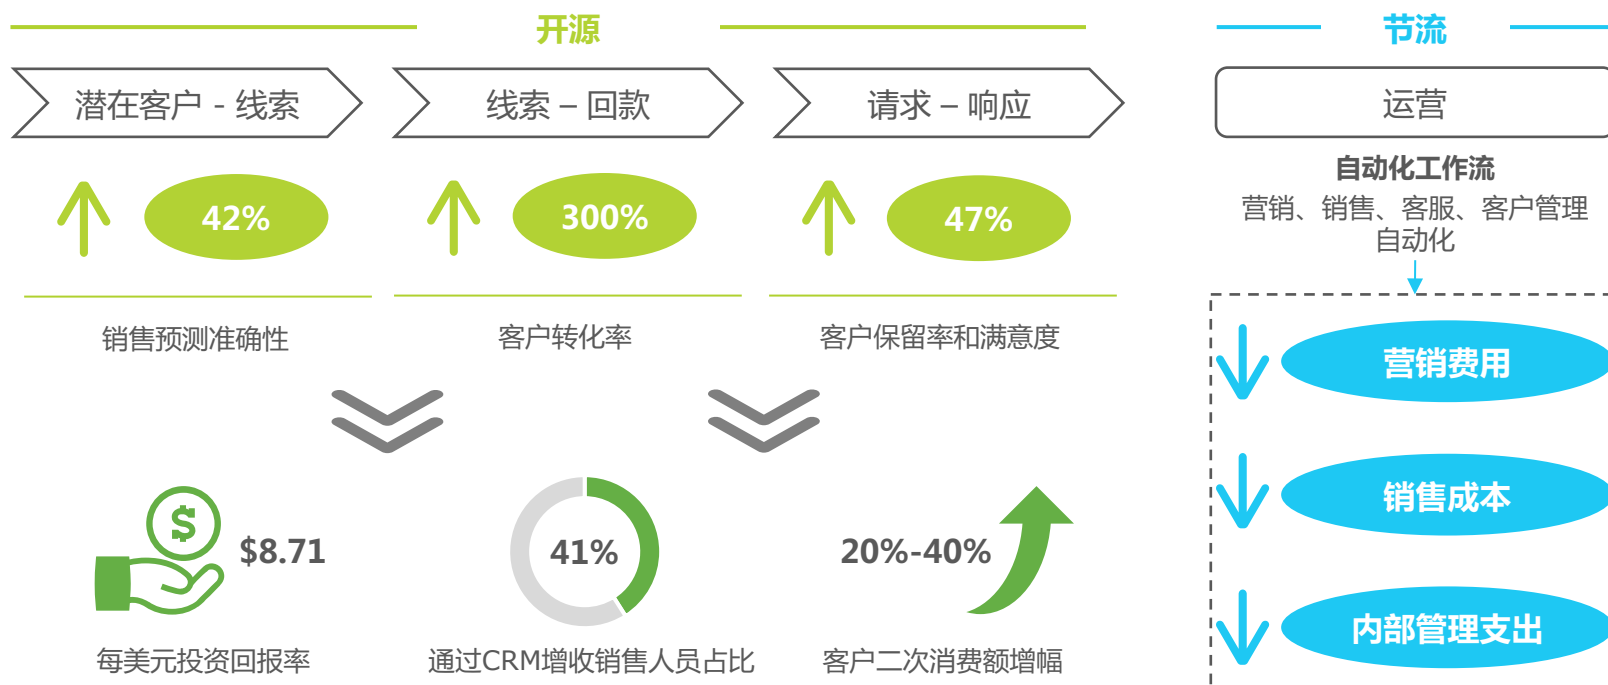 开源
潜在客户 - 线索
线索 – 回款
请求 – 响应
42%
300%
47%
销售预测准确性
客户转化率
客户保留率和满意度
$
$8.71
41%
20%-40%
每美元投资回报率
通过CRM增收销售人员占比
客户二次消费额增幅
节流
运营
自动化工作流
营销、销售、客服、客户管理
自动化
营销费用
销售成本
内部管理支出